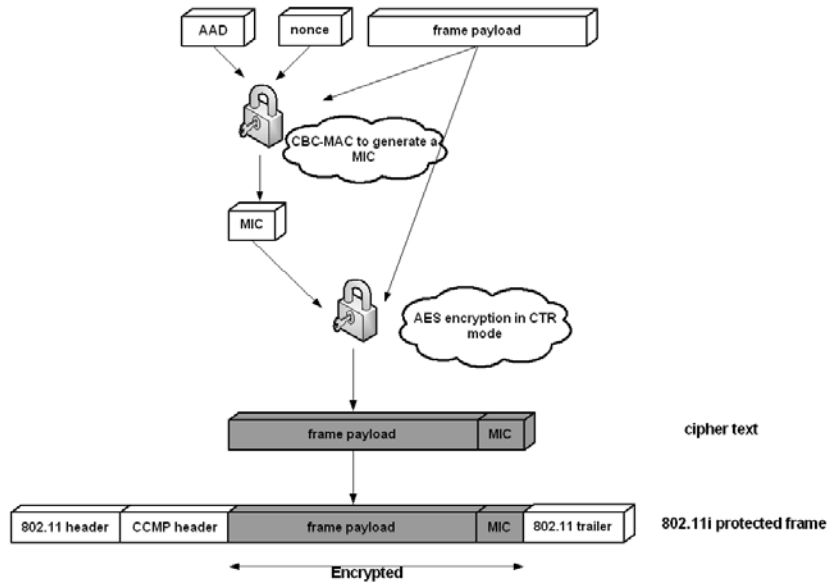 AAD
nonce
frame payload
CBC-MAC to generate a
MIC
MIC
AES encryption in CTR
mode
frame payload
MIC
cipher text
802.11 header
CCMP header
frame payload
MIC
802.11 trailer
802.11i protected frame
Encrypted